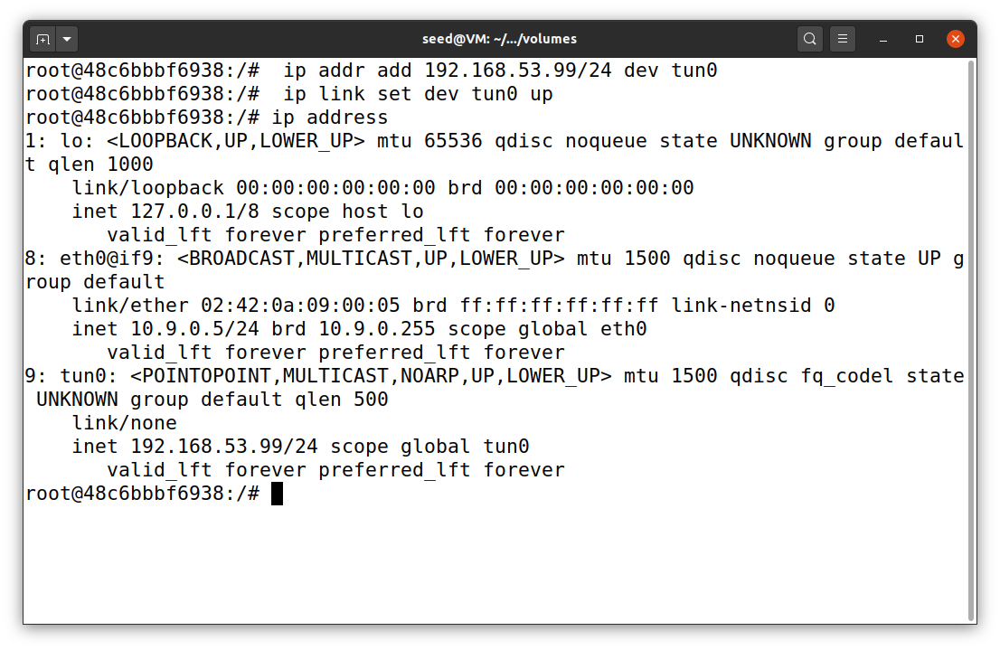 seed@VM: ~/.../volumes
root@48c6bbbf6938:/#  ip addr add 192.168.53.99/24 dev tun0
root@48c6bbbf6938:/#  ip link set dev tun0 up
root@48c6bbbf6938:/# ip address
1: lo: <LOOPBACK,UP,LOWER_UP> mtu 65536 qdisc noqueue state UNKNOWN group defaul
t qlen 1000
    link/loopback 00:00:00:00:00:00 brd 00:00:00:00:00:00
    inet 127.0.0.1/8 scope host lo
       valid_lft forever preferred_lft forever
8: eth0@if9: <BROADCAST,MULTICAST,UP,LOWER_UP> mtu 1500 qdisc noqueue state UP g
roup default
    link/ether 02:42:0a:09:00:05 brd ff:ff:ff:ff:ff:ff link-netnsid 0
    inet 10.9.0.5/24 brd 10.9.0.255 scope global eth0
       valid_lft forever preferred_lft forever
9: tun0: <POINTOPOINT,MULTICAST,NOARP,UP,LOWER_UP> mtu 1500 qdisc fq_codel state
 UNKNOWN group default qlen 500
    link/none
    inet 192.168.53.99/24 scope global tun0
       valid_lft forever preferred_lft forever
root@48c6bbbf6938:/#